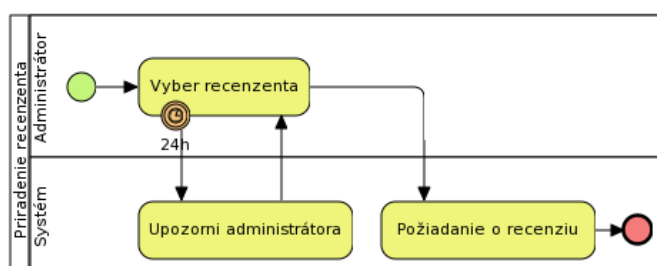 Priradenie recenzenta
Administrátor
Vyber recenzenta
24h
Systém
Upozorni administrátora
Požiadanie o recenziu